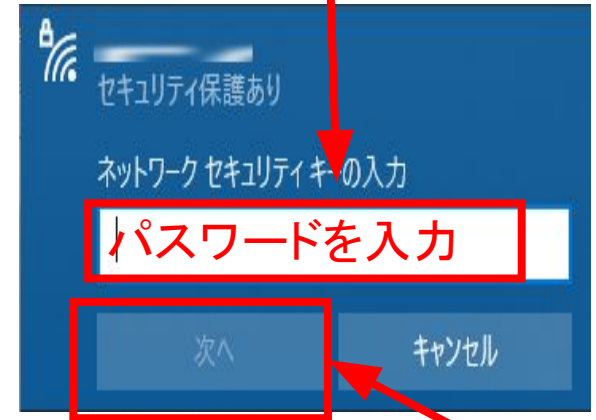 セキュリティ保護あり
ネットワーク セキュリティ キーの入力
パスワードを入力
次へ
キャンセル